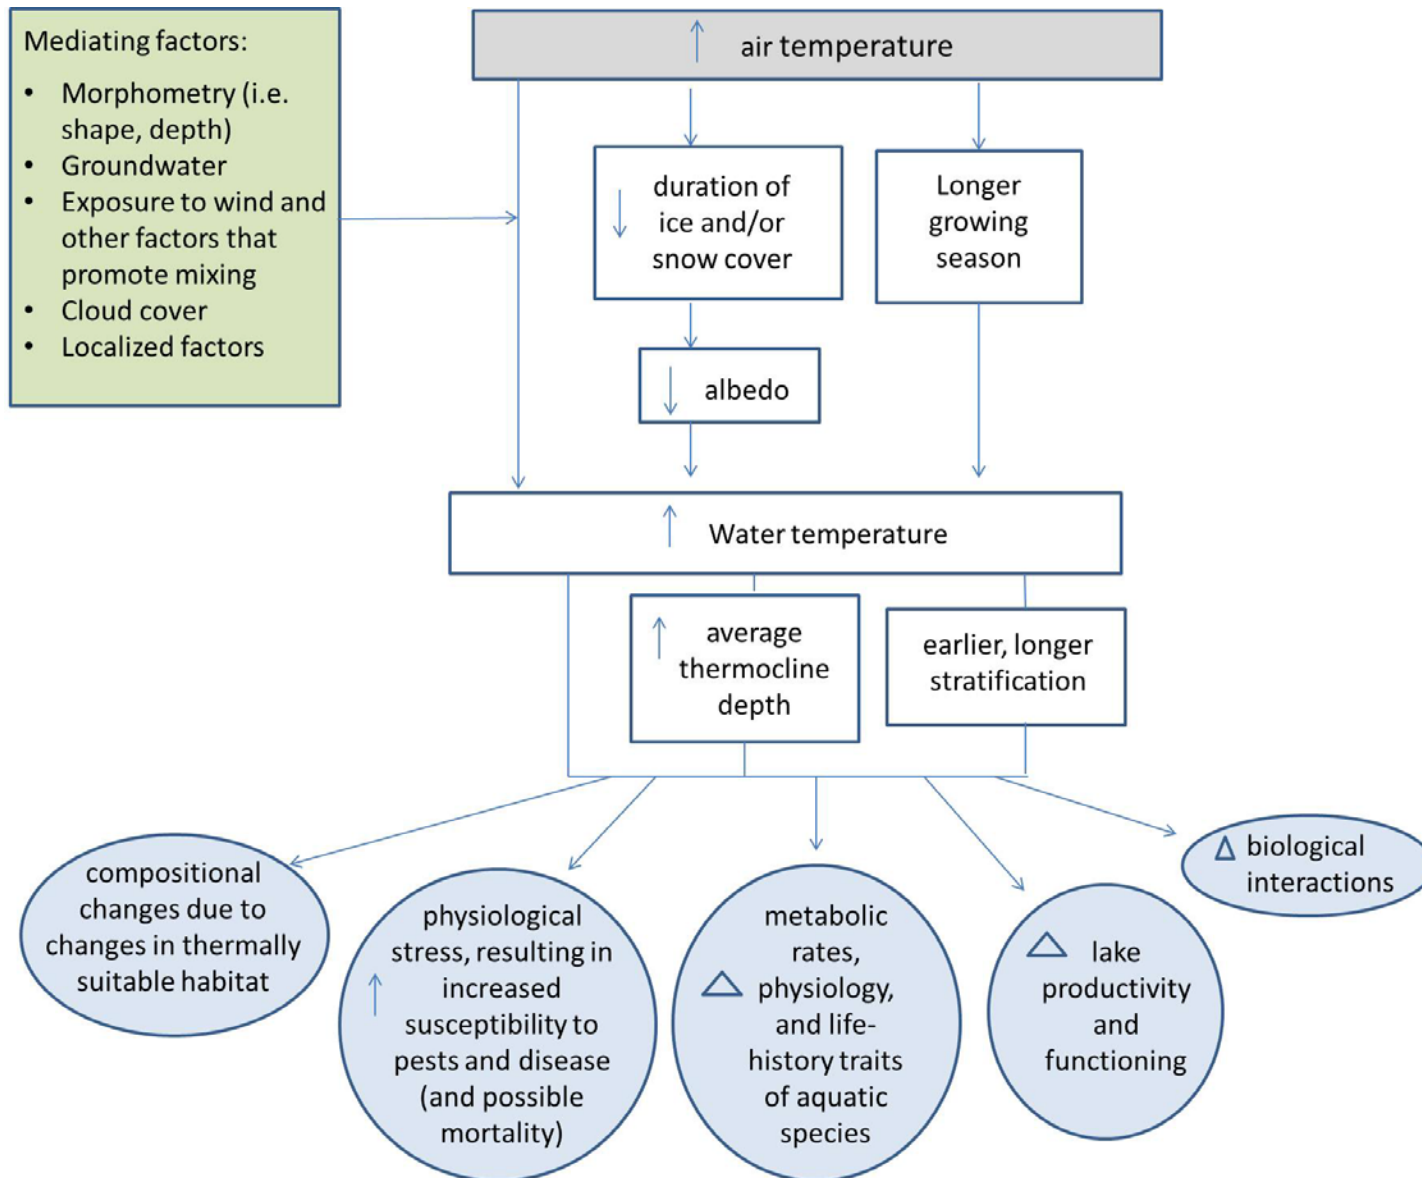 Mediating factors:
• Morphometry (i.e.
shape, depth)
• Groundwater
• Exposure to wind and
other factors that
promote mixing
• Cloud cover
• Localized factors
↑ air temperature
↓ duration of
ice and/or
snow cover
Longer
growing
season
↓ albedo
↑ Water temperature
↑ average
thermocline
depth
earlier, longer
stratification
compositional
changes due to
changes in thermally
suitable habitat
physiological
stress, resulting in
↑ increased
susceptibility to
pests and disease
(and possible
mortality)
metabolic
rates,
△ physiology,
and life-
history traits
of aquatic
species
△ lake
productivity
and
functioning
△ biological
interactions